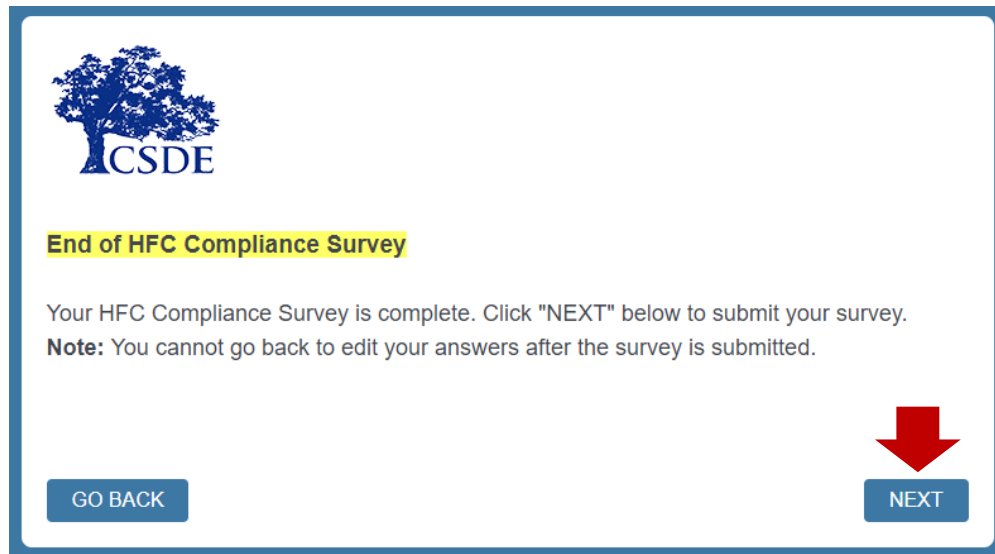 CSDE
End of HFC Compliance Survey
Your HFC Compliance Survey is complete. Click "NEXT" below to submit your survey.
Note: You cannot go back to edit your answers after the survey is submitted.
GO BACK
NEXT